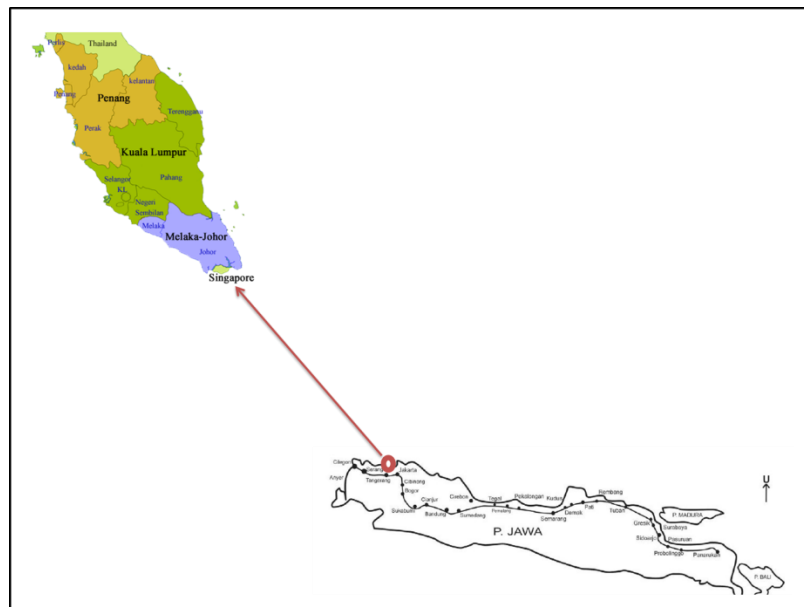 Perlis
Thailand
kedah
kelantan
Penang
Penang
Terengganu
Perak
Kuala Lumpur
Selangor
Pahang
KL
Negeri
Sembilan
Melaka
Melaka-Johor
Johor
Singapore
Cilegon
Serang
Jakarta
Anyer
Tangerang
Cibinong
Bogor
Cianjur
Sukabumi
Bandung
Sumedang
Cirebon
Tegal
Pemalang
Pekalongan
Kudus
Semarang
Demak
Pati
Rembang
Tuban
Gresik
Surabaya
Sidoarjo
Pasuruan
Probolinggo
Panarukan
P. MADURA
P. JAWA
P. BALI
U